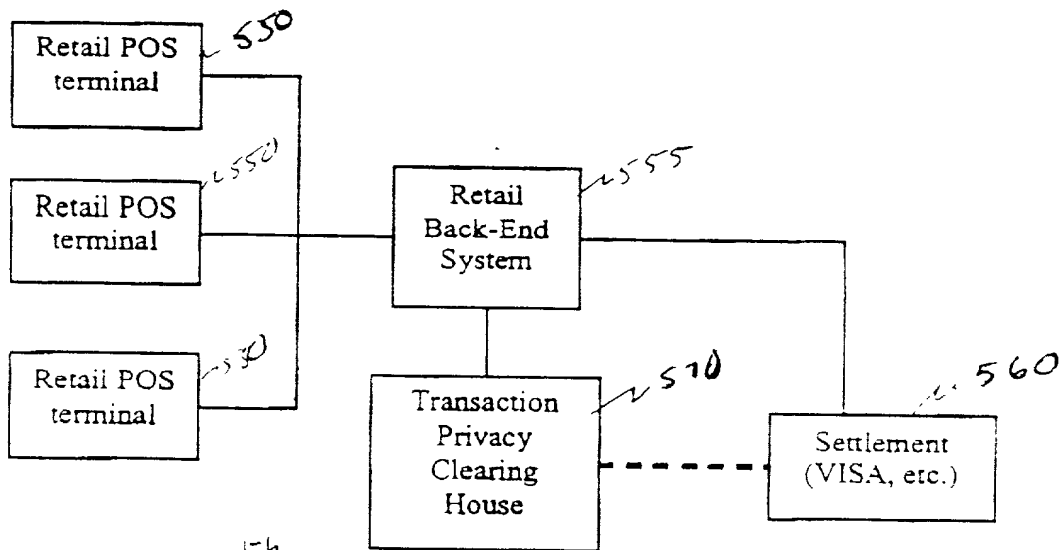 Retail POS
terminal
550
Retail POS
terminal
550
Retail
Back-End
System
555
Retail POS
terminal
550
Transaction
Privacy
Clearing
House
510
Settlement
(VISA, etc.)
560